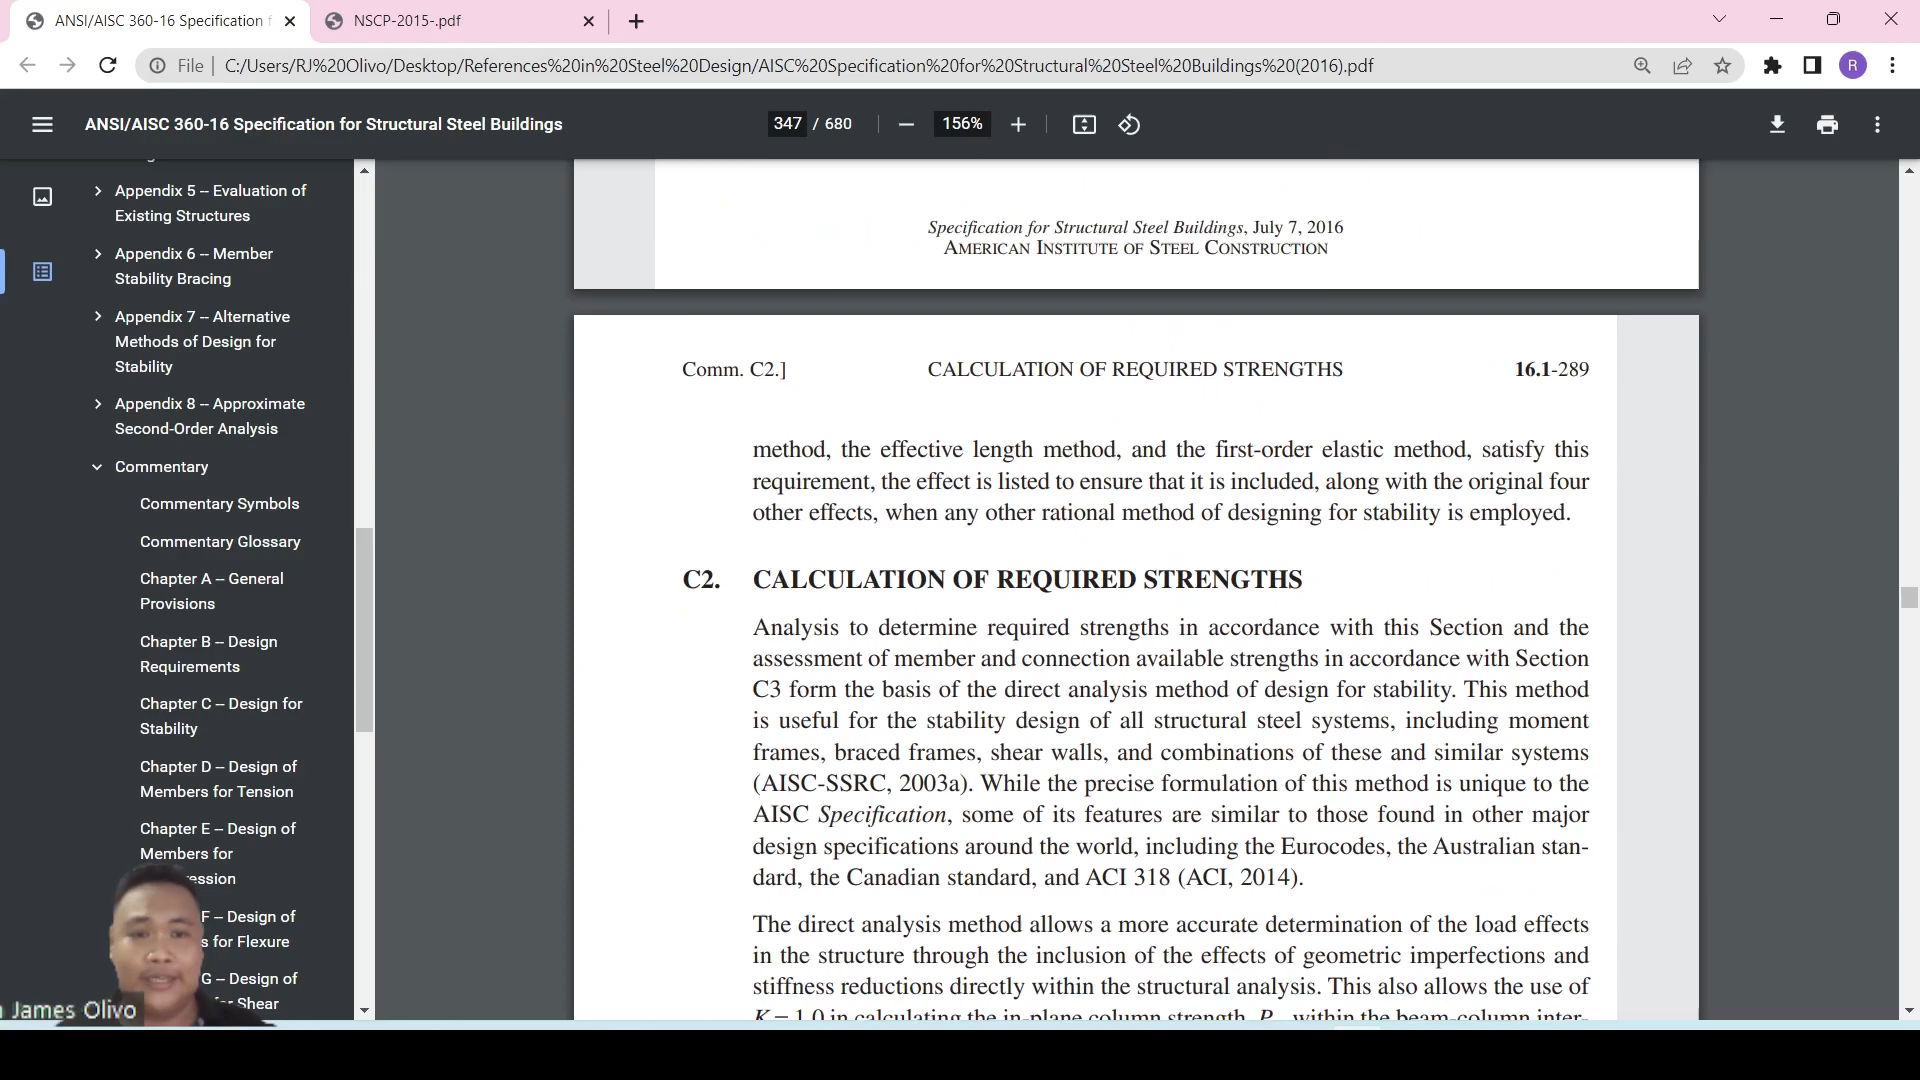 ANSI/AISC 360-16 Specification f
NSCP-2015-.pdf
File
C:/Users/RJ%20Olivo/Desktop/References%20in%20Steel%20Design/AISC%20Specification%20for%20Structural%20Steel%20Buildings%20(2016).pdf
R
ANSI/AISC 360-16 Specification for Structural Steel Buildings
347 / 680
156%
Appendix 5 – Evaluation of
Existing Structures
Appendix 6 – Member
Stability Bracing
Appendix 7 – Alternative
Methods of Design for
Stability
Appendix 8 – Approximate
Second-Order Analysis
Commentary
Commentary Symbols
Commentary Glossary
Chapter A – General
Provisions
Chapter B – Design
Requirements
Chapter C – Design for
Stability
Chapter D – Design of
Members for Tension
Chapter E – Design of
Members for
ession
F – Design of
s for Flexure
G – Design of
for Shear
James Olivo
Specification for Structural Steel Buildings, July 7, 2016
AMERICAN INSTITUTE OF STEEL CONSTRUCTION
Comm. C2.] CALCULATION OF REQUIRED STRENGTHS 16.1-289
method, the effective length method, and the first-order elastic method, satisfy this
requirement, the effect is listed to ensure that it is included, along with the original four
other effects, when any other rational method of designing for stability is employed.
C2. CALCULATION OF REQUIRED STRENGTHS
Analysis to determine required strengths in accordance with this Section and the
assessment of member and connection available strengths in accordance with Section
C3 form the basis of the direct analysis method of design for stability. This method
is useful for the stability design of all structural steel systems, including moment
frames, braced frames, shear walls, and combinations of these and similar systems
(AISC-SSRC, 2003a). While the precise formulation of this method is unique to the
AISC Specification, some of its features are similar to those found in other major
design specifications around the world, including the Eurocodes, the Australian stan-
dard, the Canadian standard, and ACI 318 (ACI, 2014).
The direct analysis method allows a more accurate determination of the load effects
in the structure through the inclusion of the effects of geometric imperfections and
stiffness reductions directly within the structural analysis. This also allows the use of
K = 1.0 in calculating the in-plane column strength, P within the beam-column inter-